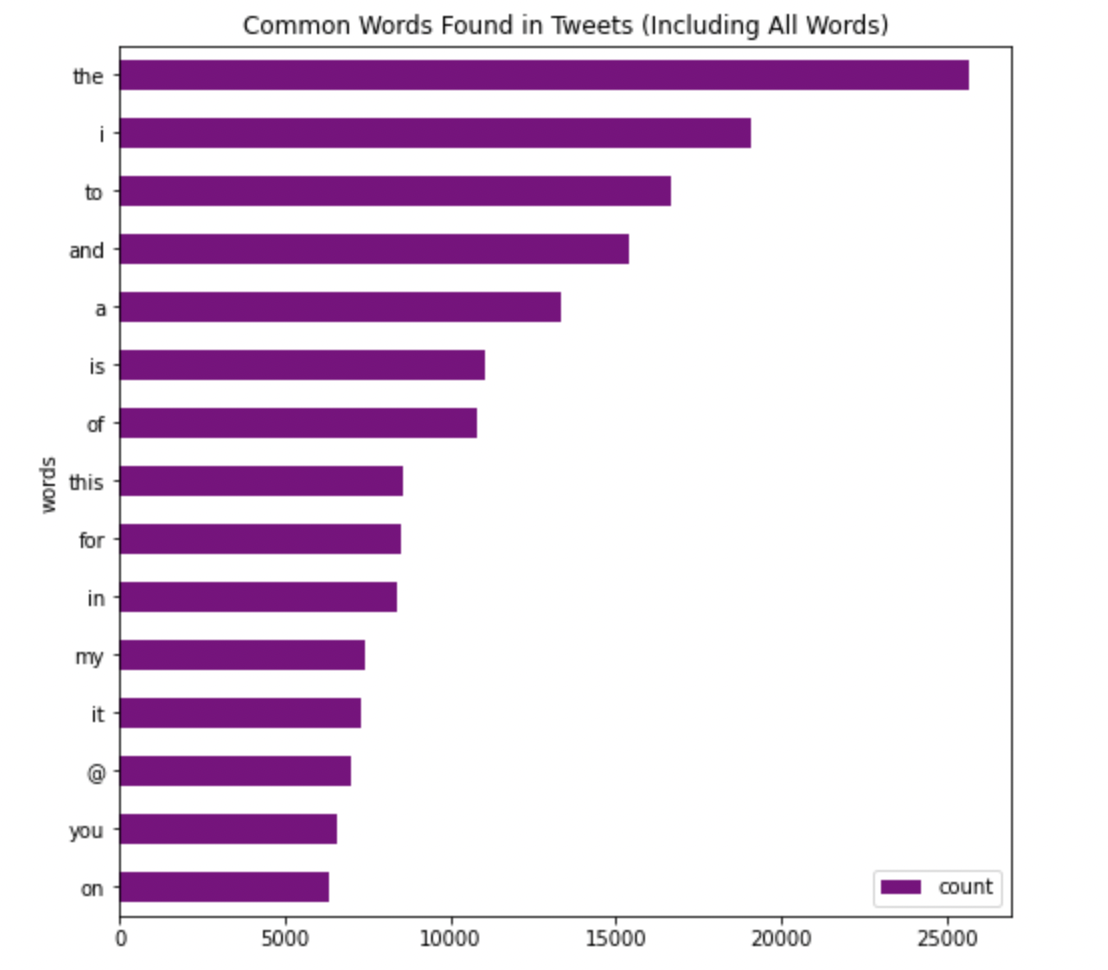 Common Words Found in Tweets (Including All Words)
the
i
to
and
a
is
of
this
for
in
my
it
@
you
on
words
count
0 5000 10000 15000 20000 25000